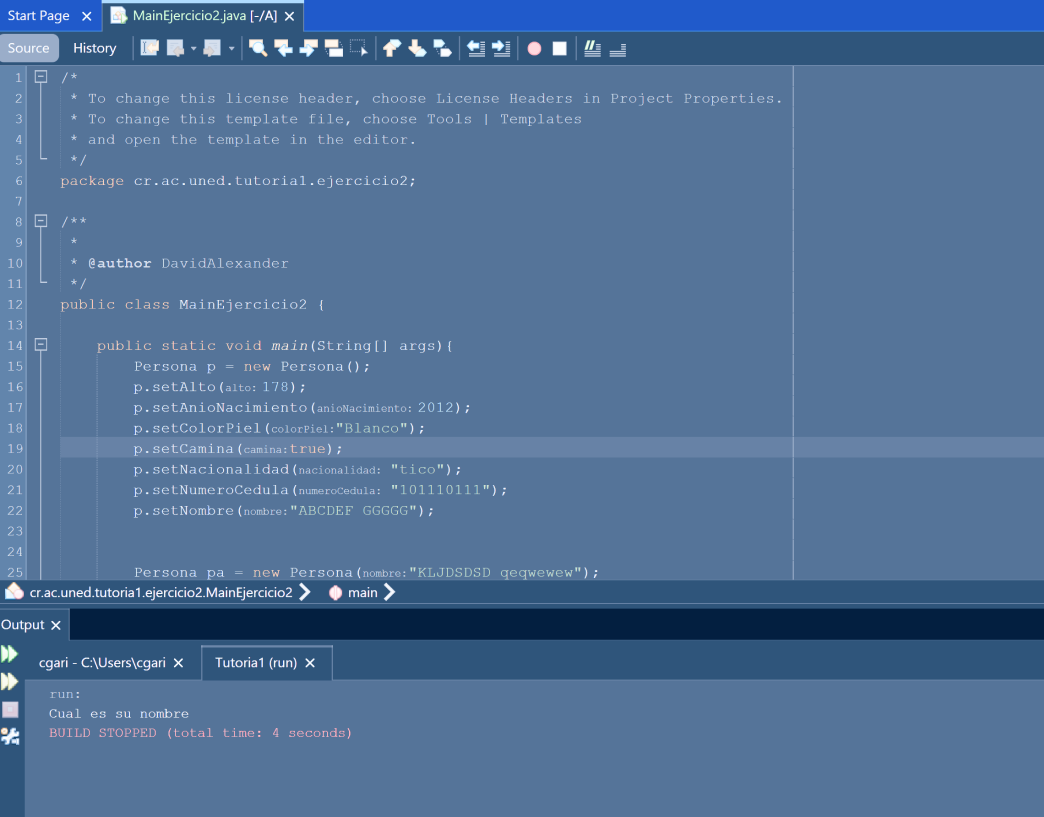 Start Page
MainEjercicio2.java [-/A]
Source History
1 /*
2 * To change this license header, choose License Headers in Project Properties.
3 * To change this template file, choose Tools | Templates
4 * and open the template in the editor.
5 */
6 package cr.ac.uned.tutoria1.ejercicio2;
7
8 /**
9 *
10 * @author DavidAlexander
11 */
12 public class MainEjercicio2 {
13
14 public static void main(String[] args){
15 Persona p = new Persona();
16 p.setAlto(alto: 178);
17 p.setAnioNacimiento(anioNacimiento: 2012);
18 p.setColorPiel(colorPiel:"Blanco");
19 p.setCamina(camina:true);
20 p.setNacionalidad(nacionalidad: "tico");
21 p.setNumeroCedula(numeroCedula: "101110111");
22 p.setNombre(nombre:"ABCDEF GGGGG");
23
24
25 Persona pa = new Persona(nombre:"KLJDSDSD qeqwewew");
cr.ac.uned.tutoria1.ejercicio2.MainEjercicio2 main
Output
cgari - C:\Users\cgari
Tutoria1 (run)
run:
Cual es su nombre
BUILD STOPPED (total time: 4 seconds)